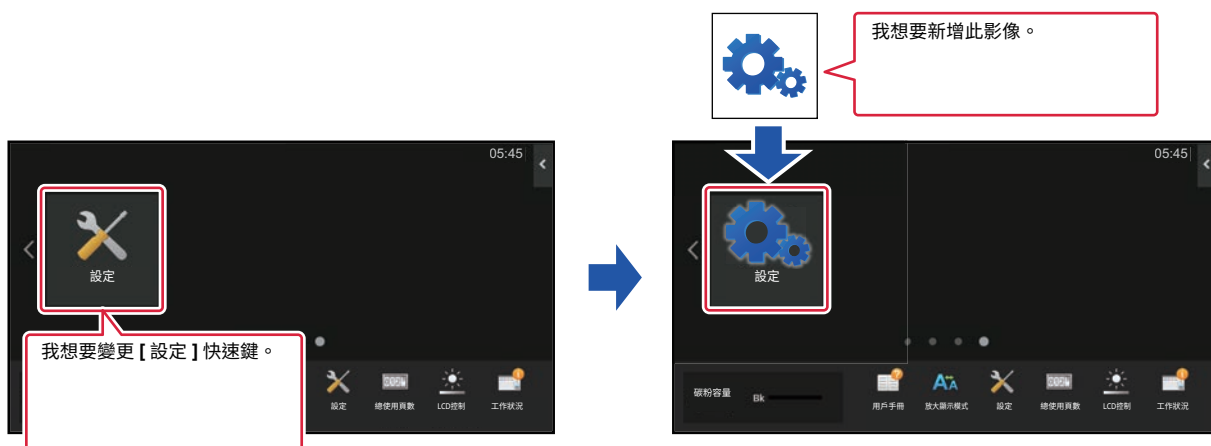 我想要新增此影像。
05:45
設定
我想要變更 [ 設定 ] 快速鍵。
設定
總使用頁數
LCD控制
工作狀況
05:45
設定
碳粉容量
Bk
用戶手冊
放大顯示模式
設定
總使用頁數
LCD控制
工作狀況